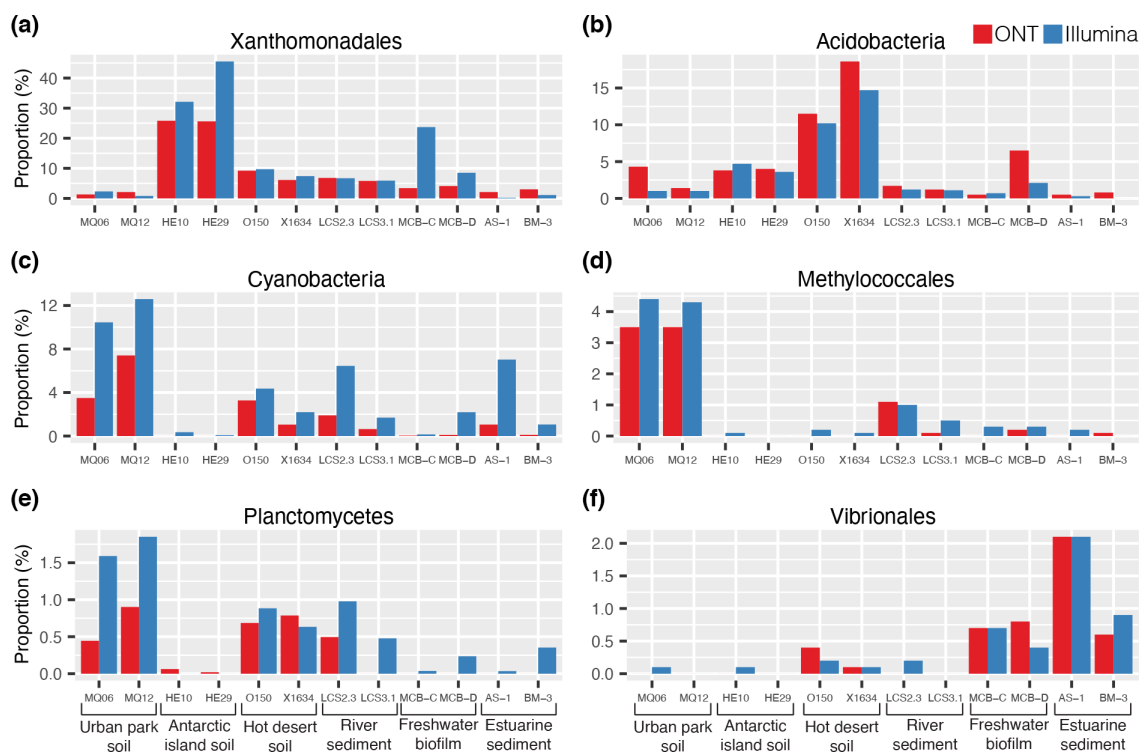 (a)
Xanthomonadales
Proportion (%)
40
30
20
10
0
MQ06 MQ12 HE10 HE29 O150 X1634 LCS2.3 LCS3.1 MCB-C MCB-D AS-1 BM-3
(b)
Acidobacteria
ONT Illumina
15
10
5
0
MQ06 MQ12 HE10 HE29 O150 X1634 LCS2.3 LCS3.1 MCB-C MCB-D AS-1 BM-3
(c)
Cyanobacteria
Proportion (%)
12
8
4
0
MQ06 MQ12 HE10 HE29 O150 X1634 LCS2.3 LCS3.1 MCB-C MCB-D AS-1 BM-3
(d)
Methylococcales
4
3
2
1
0
MQ06 MQ12 HE10 HE29 O150 X1634 LCS2.3 LCS3.1 MCB-C MCB-D AS-1 BM-3
(e)
Planctomycetes
Proportion (%)
1.5
1.0
0.5
0.0
MQ06 MQ12 HE10 HE29 O150 X1634 LCS2.3 LCS3.1 MCB-C MCB-D AS-1 BM-3
Urban park Antarctic Hot desert River Freshwater Estuarine
soil island soil soil sediment biofilm sediment
(f)
Vibrionales
2.0
1.5
1.0
0.5
0.0
MQ06 MQ12 HE10 HE29 O150 X1634 LCS2.3 LCS3.1 MCB-C MCB-D AS-1 BM-3
Urban park Antarctic Hot desert River Freshwater Estuarine
soil island soil soil sediment biofilm sediment